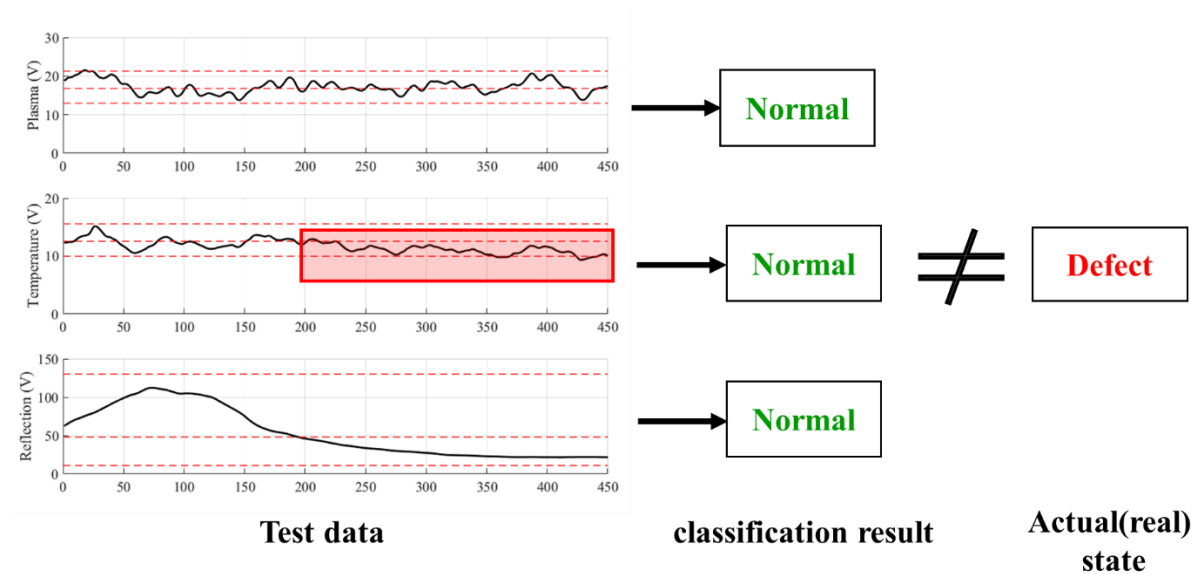 30
20
10
0
Plasma (V)
0 50 100 150 200 250 300 350 400 450
Normal
20
10
0
Temperature (V)
0 50 100 150 200 250 300 350 400 450
Normal
Defect
150
100
50
0
Reflection (V)
0 50 100 150 200 250 300 350 400 450
Normal
Test data
classification result
Actual(real)
state